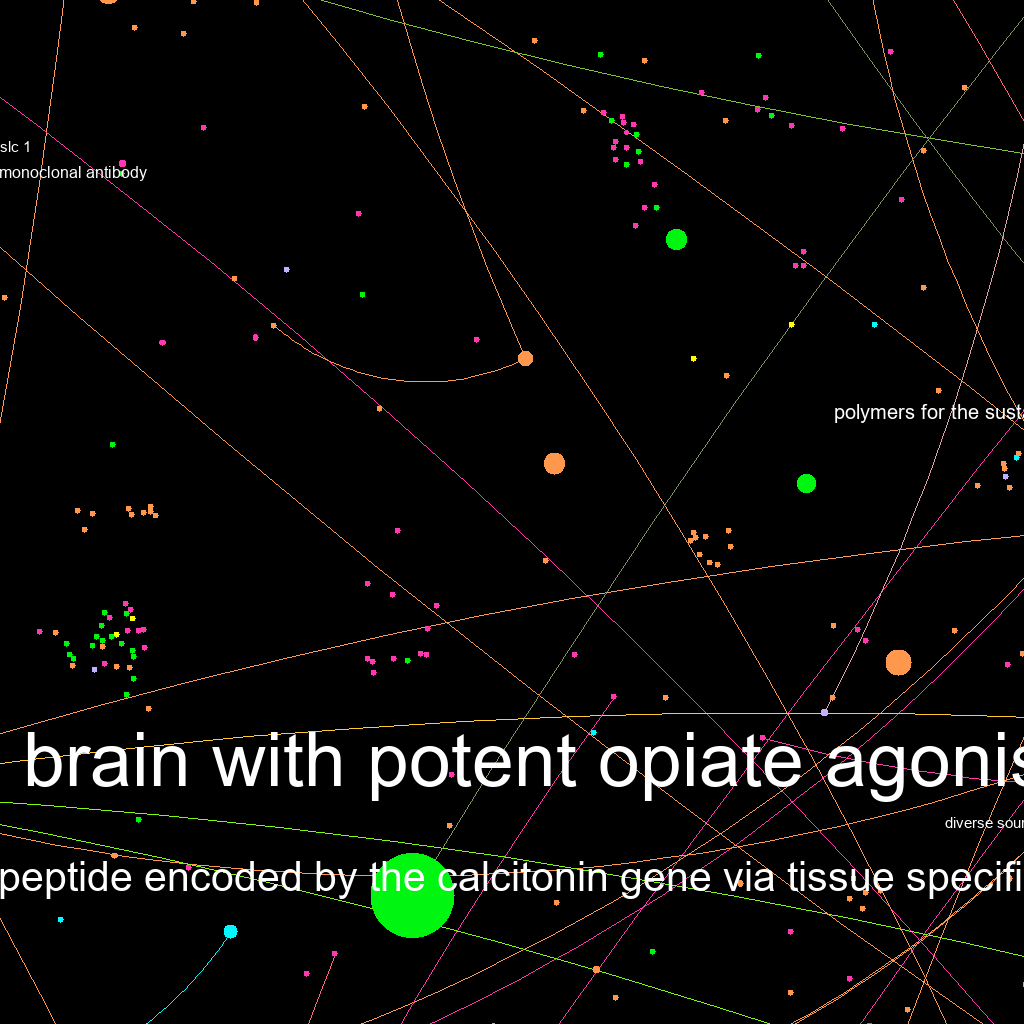 slc 1
monoclonal antibody
polymers for the sust
brain with potent opiate agonis
diverse sour
peptide encoded by the calcitonin gene via tissue specifi